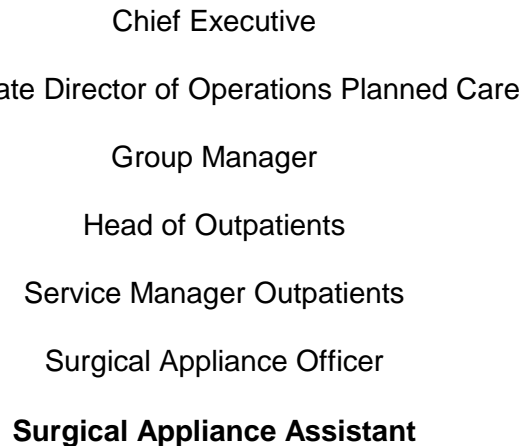 Chief Executive
Director of Operations Planned Care
Group Manager
Head of Outpatients
Service Manager Outpatients
Surgical Appliance Officer
Surgical Appliance Assistant